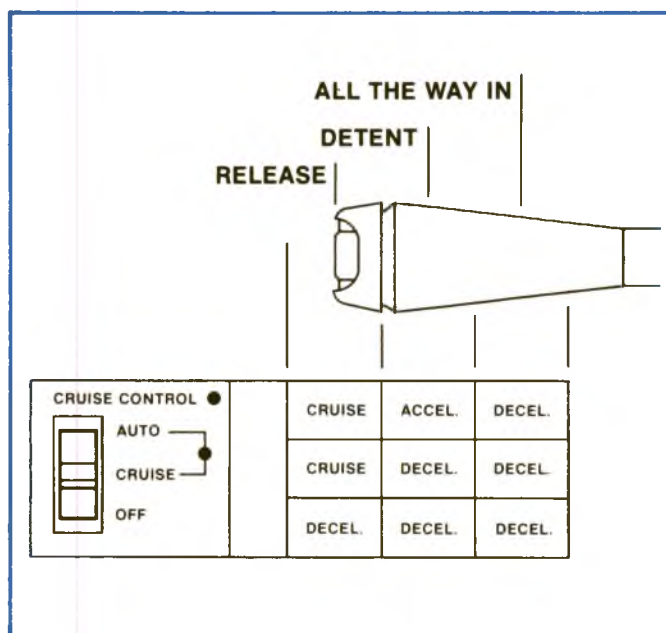 ALL THE WAY IN
DETENT
RELEASE
CRUISE CONTROL
AUTO
CRUISE
OFF
CRUISE ACCEL. DECEL.
CRUISE DECEL. DECEL.
DECEL. DECEL. DECEL.